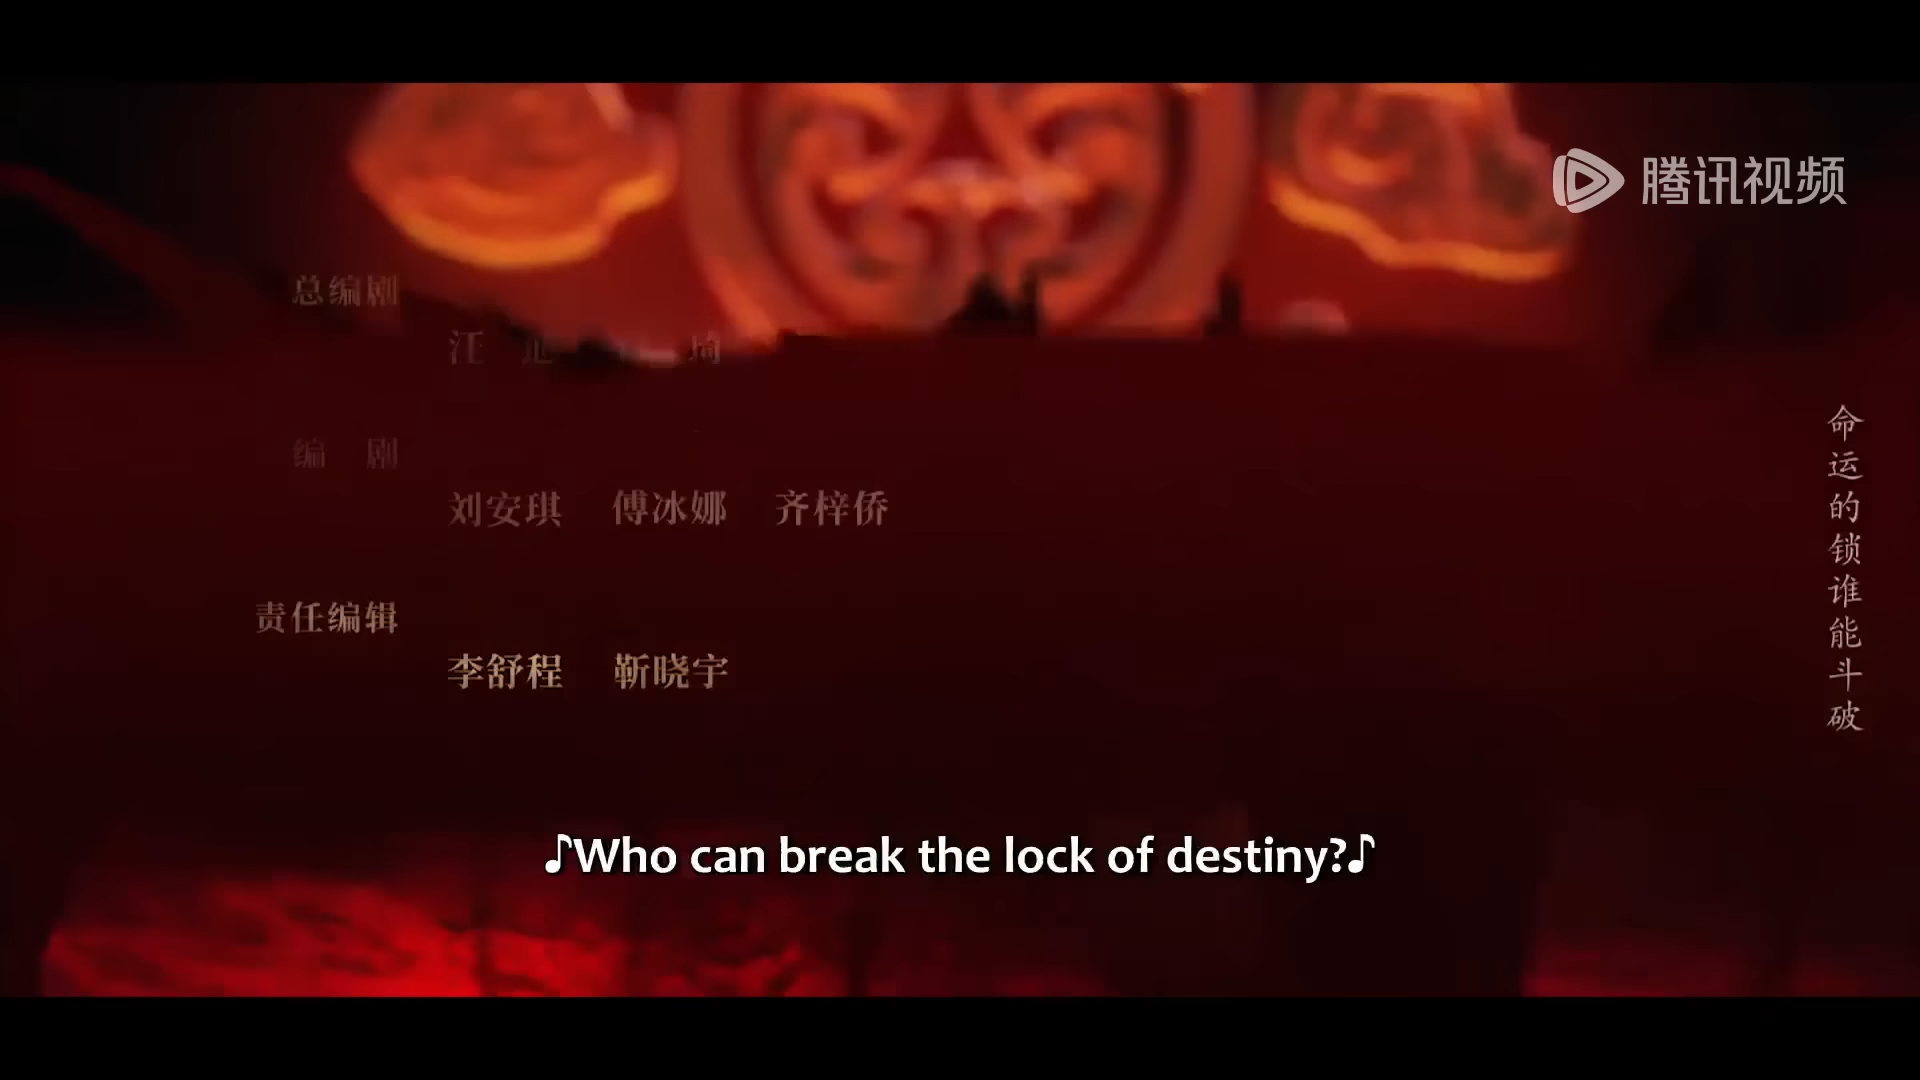 腾讯视频
总编剧
汪
编 剧
刘安琪 傅冰娜 齐梓侨
责任编辑
李舒程 靳晓宇
命运的锁谁能斗破
♪Who can break the lock of destiny?♪